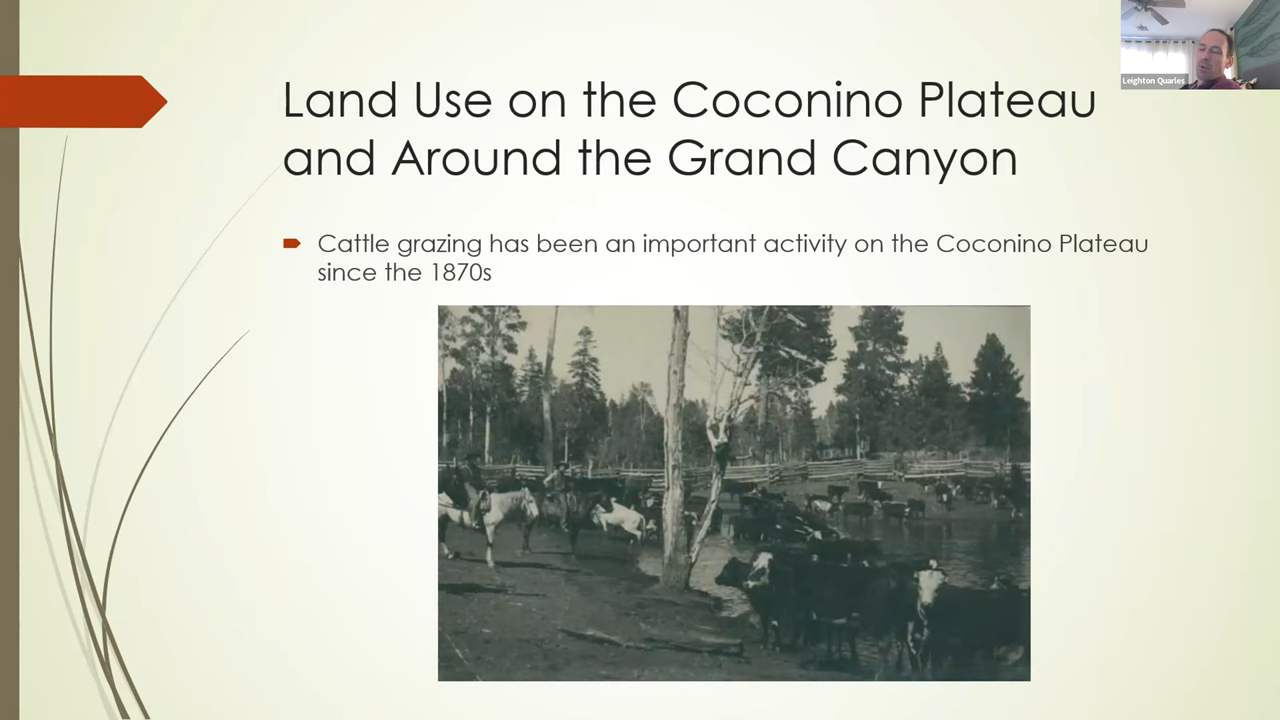 Land Use on the Coconino Plateau
and Around the Grand Canyon
Leighton Quarles
Cattle grazing has been an important activity on the Coconino Plateau
since the 1870s